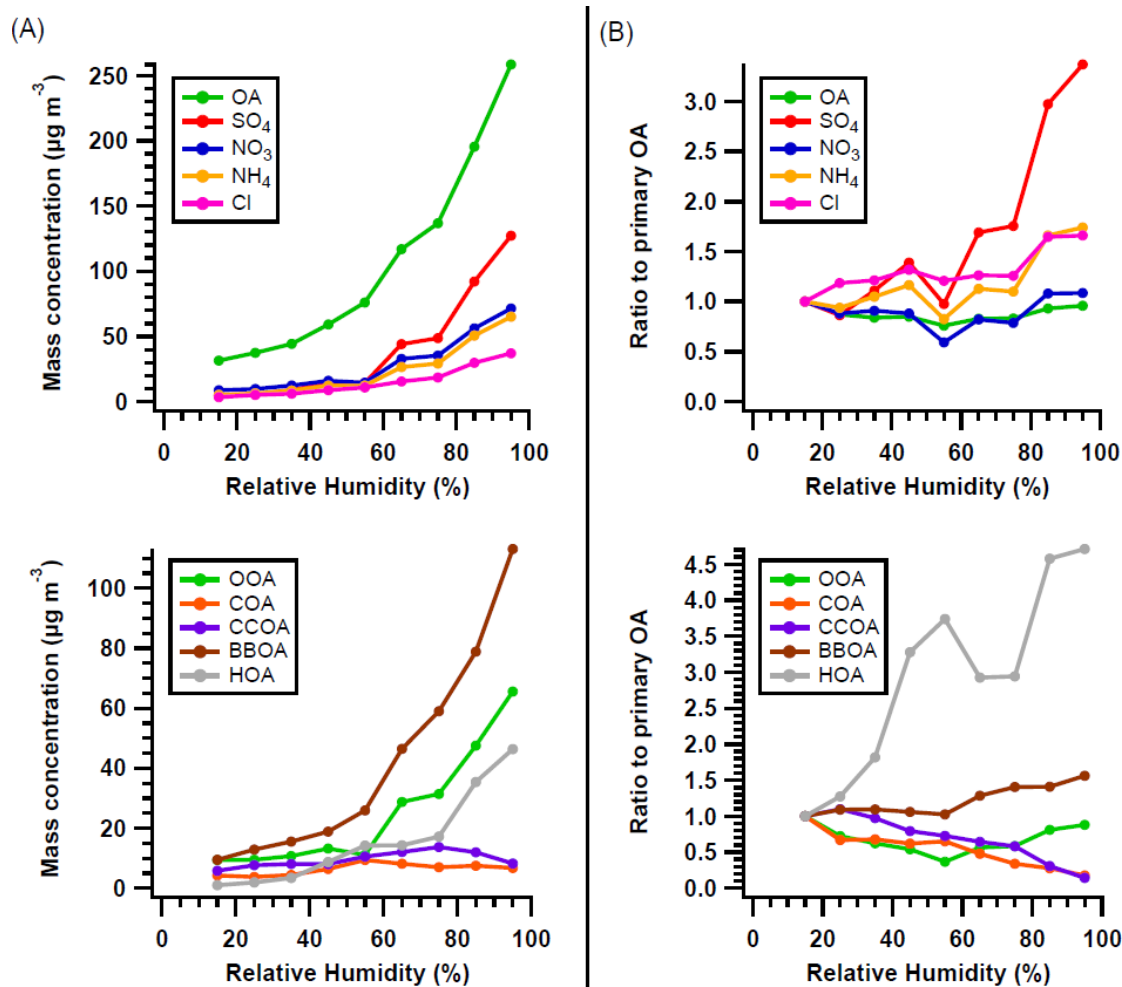 (A)
Mass concentration (µg m⁻³)
250
200
150
100
50
0
OA
SO₄
NO₃
NH₄
Cl
0 20 40 60 80 100
Relative Humidity (%)
Mass concentration (µg m⁻³)
100
80
60
40
20
0
OOA
COA
CCOA
BBOA
HOA
0 20 40 60 80 100
Relative Humidity (%)
(B)
Ratio to primary OA
3.0
2.5
2.0
1.5
1.0
0.5
0.0
OA
SO₄
NO₃
NH₄
Cl
0 20 40 60 80 100
Relative Humidity (%)
Ratio to primary OA
4.5
4.0
3.5
3.0
2.5
2.0
1.5
1.0
0.5
0.0
OOA
COA
CCOA
BBOA
HOA
0 20 40 60 80 100
Relative Humidity (%)